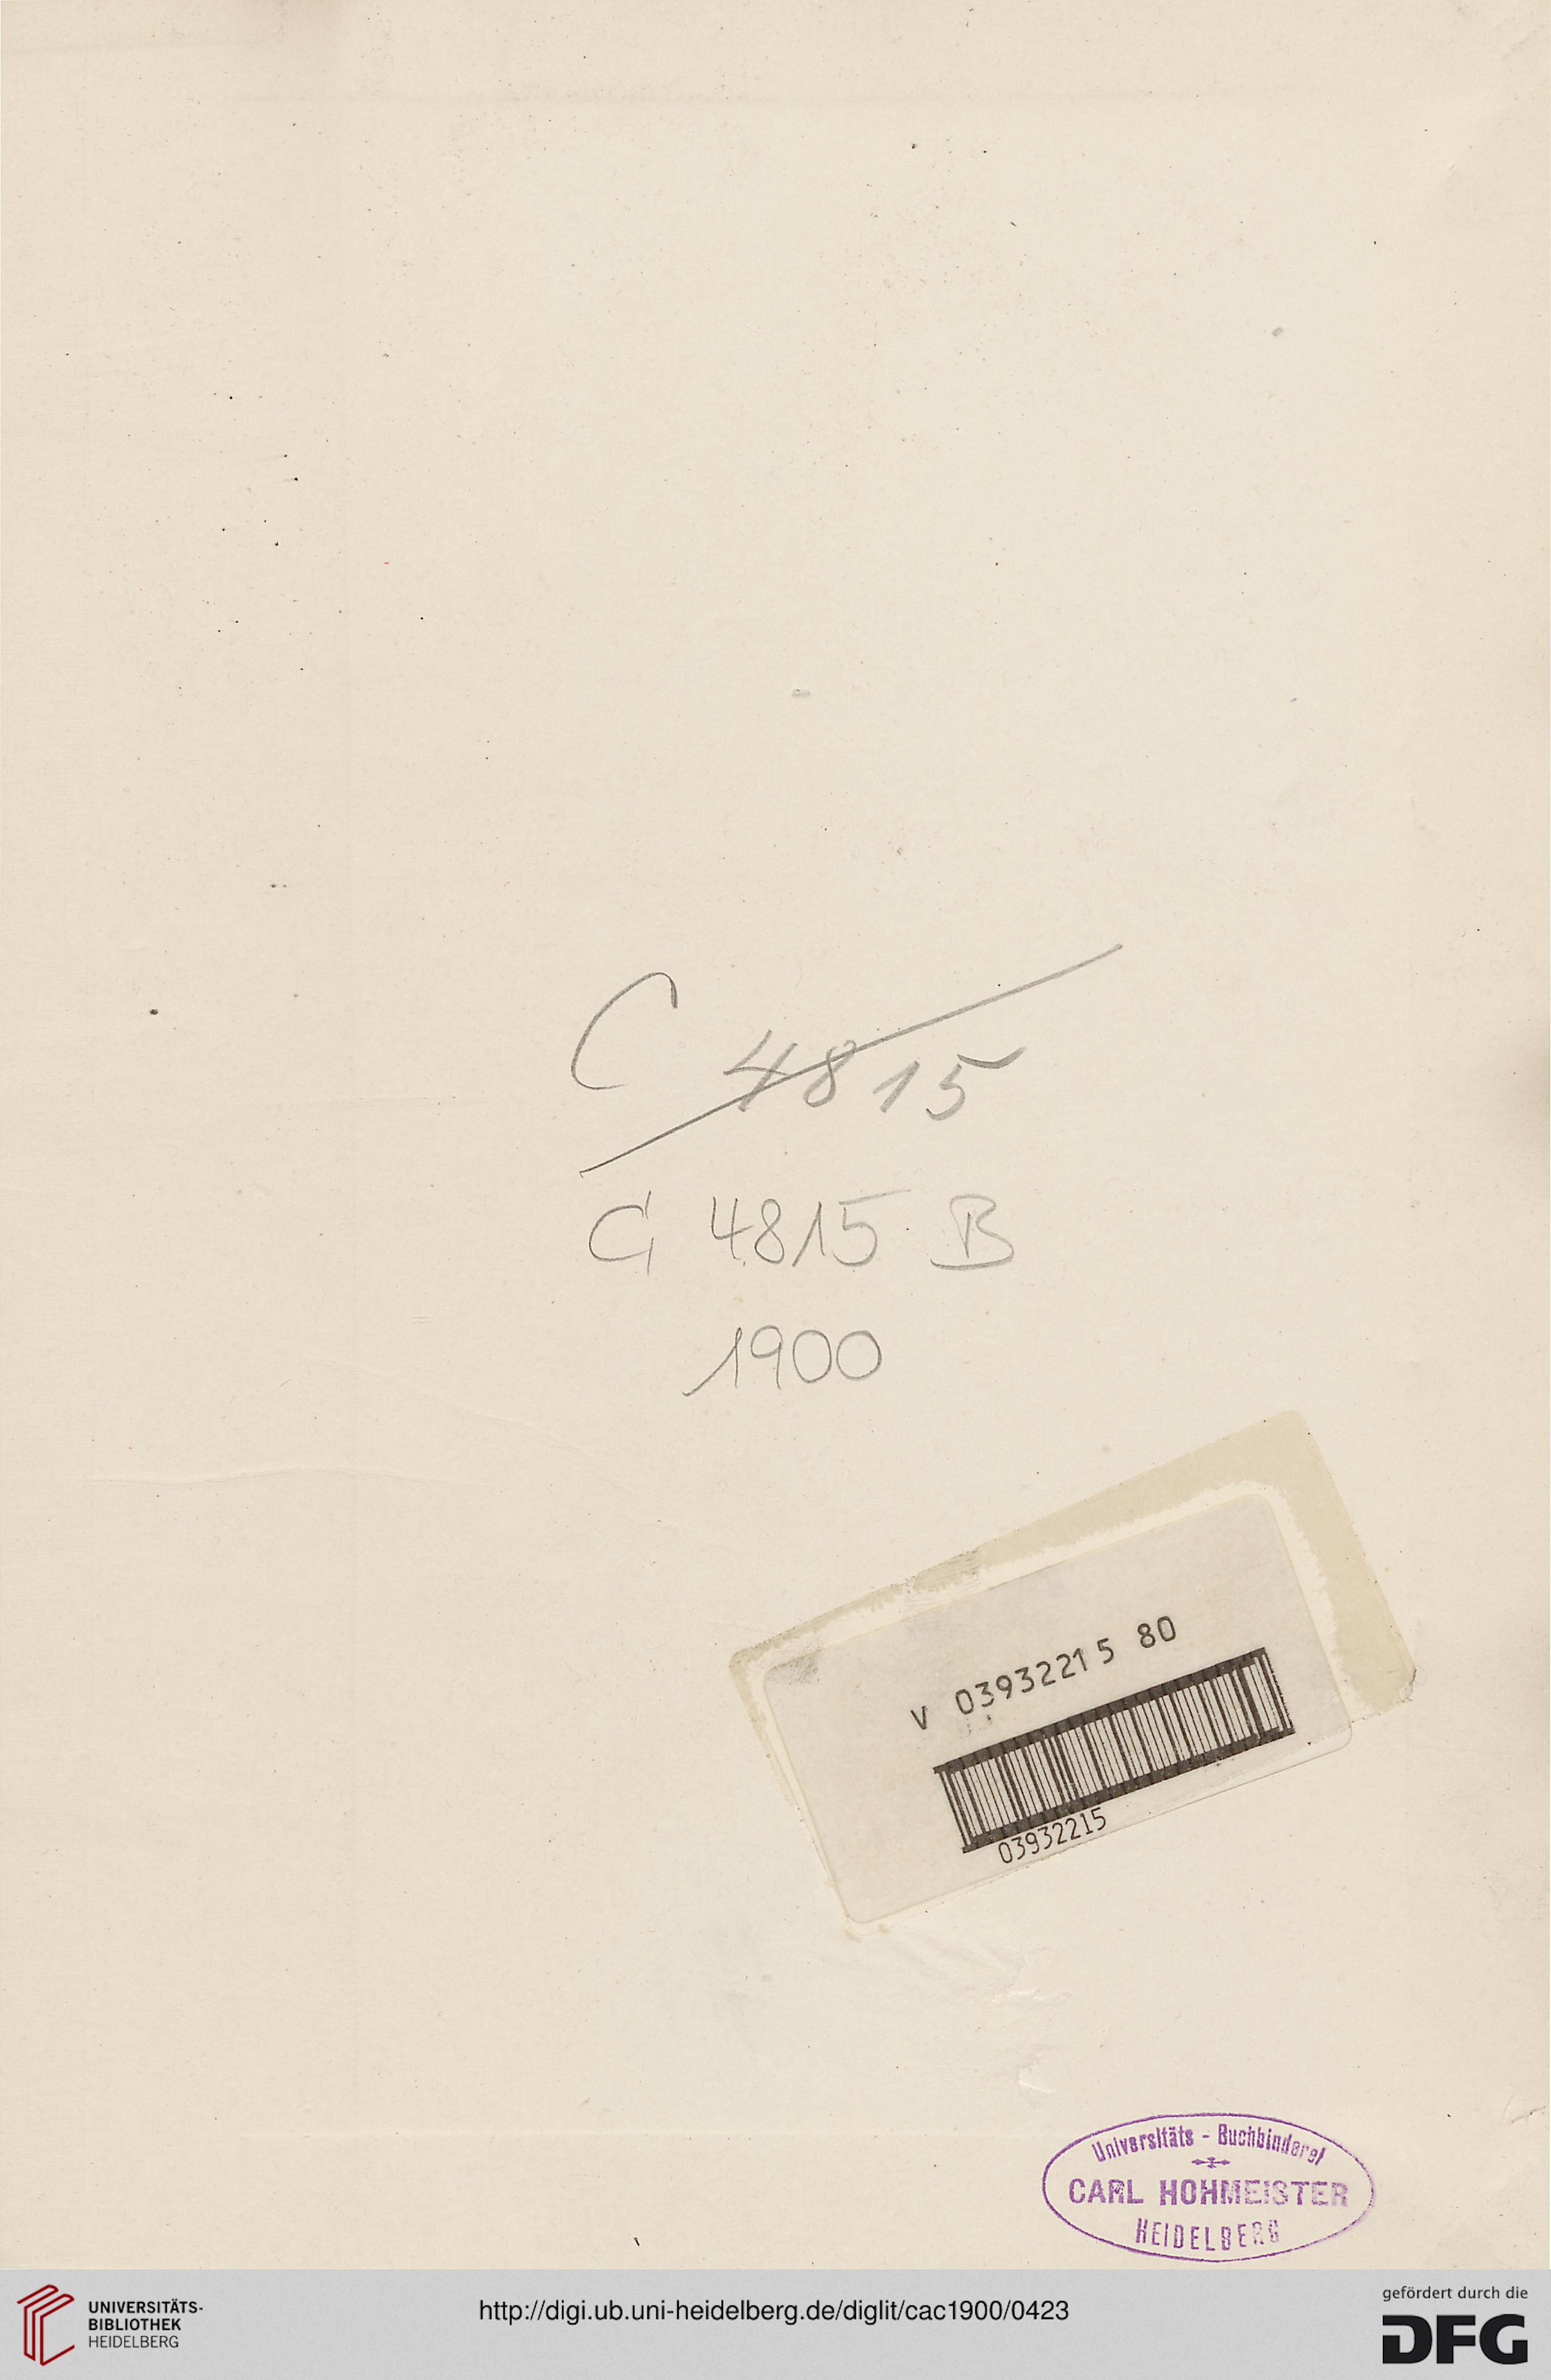 C 4815
C 4815 B
1900
V 03932215 80
03932215
Universitäts - Buchbinderei
CARL HOHMEISTER
HEIDELBERG
UNIVERSITÄTS-
BIBLIOTHEK
HEIDELBERG
http://digi.ub.uni-heidelberg.de/diglit/cac1900/0423
gefördert durch die
DFG